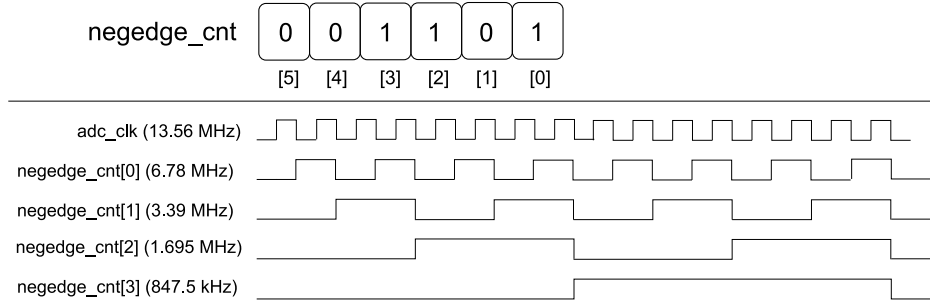 negedge_cnt 0 0 1 1 0 1
[5] [4] [3] [2] [1] [0]
adc_clk (13.56 MHz)
negedge_cnt[0] (6.78 MHz)
negedge_cnt[1] (3.39 MHz)
negedge_cnt[2] (1.695 MHz)
negedge_cnt[3] (847.5 kHz)